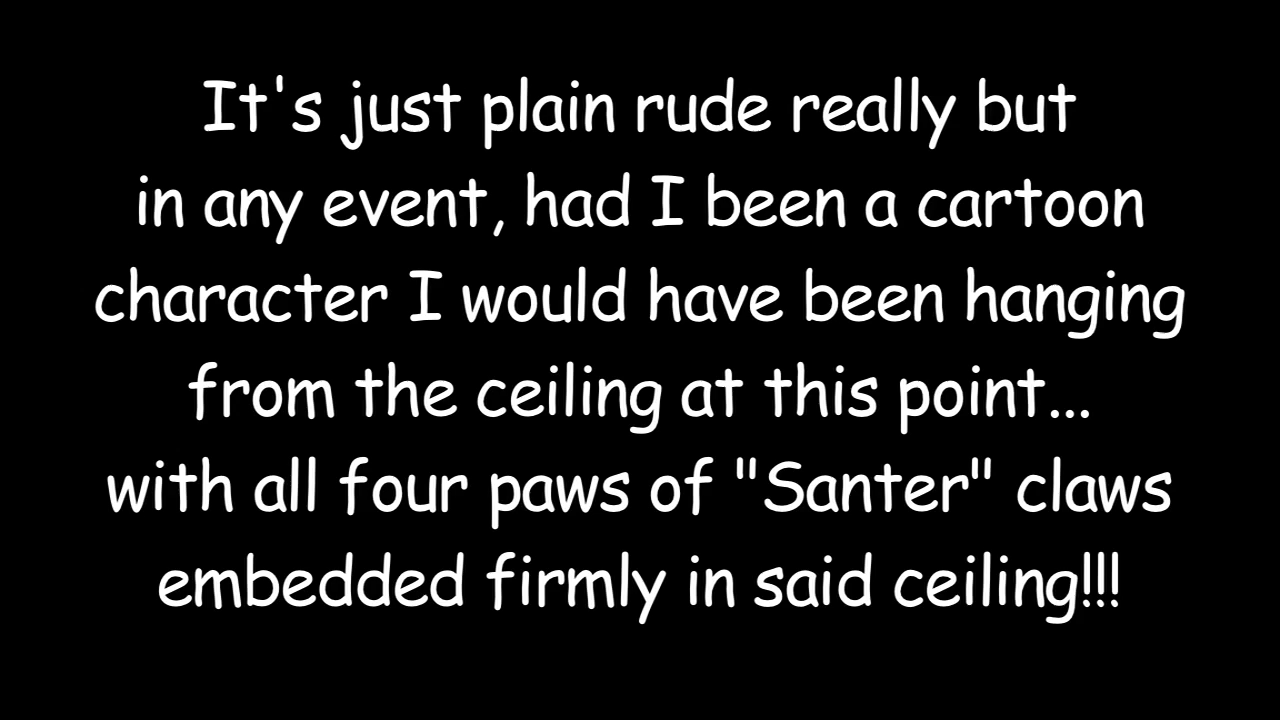 It's just plain rude really but
in any event, had I been a cartoon
character I would have been hanging
from the ceiling at this point...
with all four paws of "Santer" claws
embedded firmly in said ceiling!!!